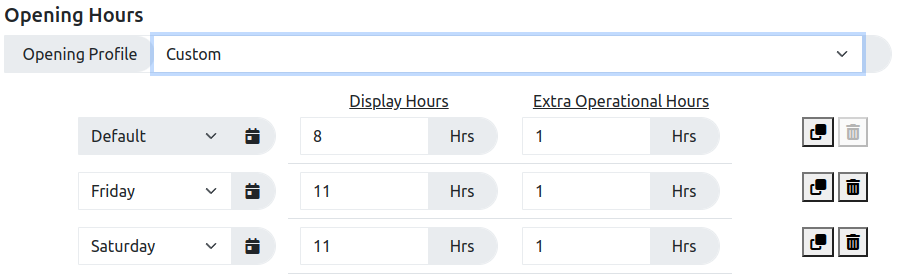 Opening Hours
Opening Profile Custom
Display Hours Extra Operational Hours
Default 8 Hrs 1 Hrs
Friday 11 Hrs 1 Hrs
Saturday 11 Hrs 1 Hrs